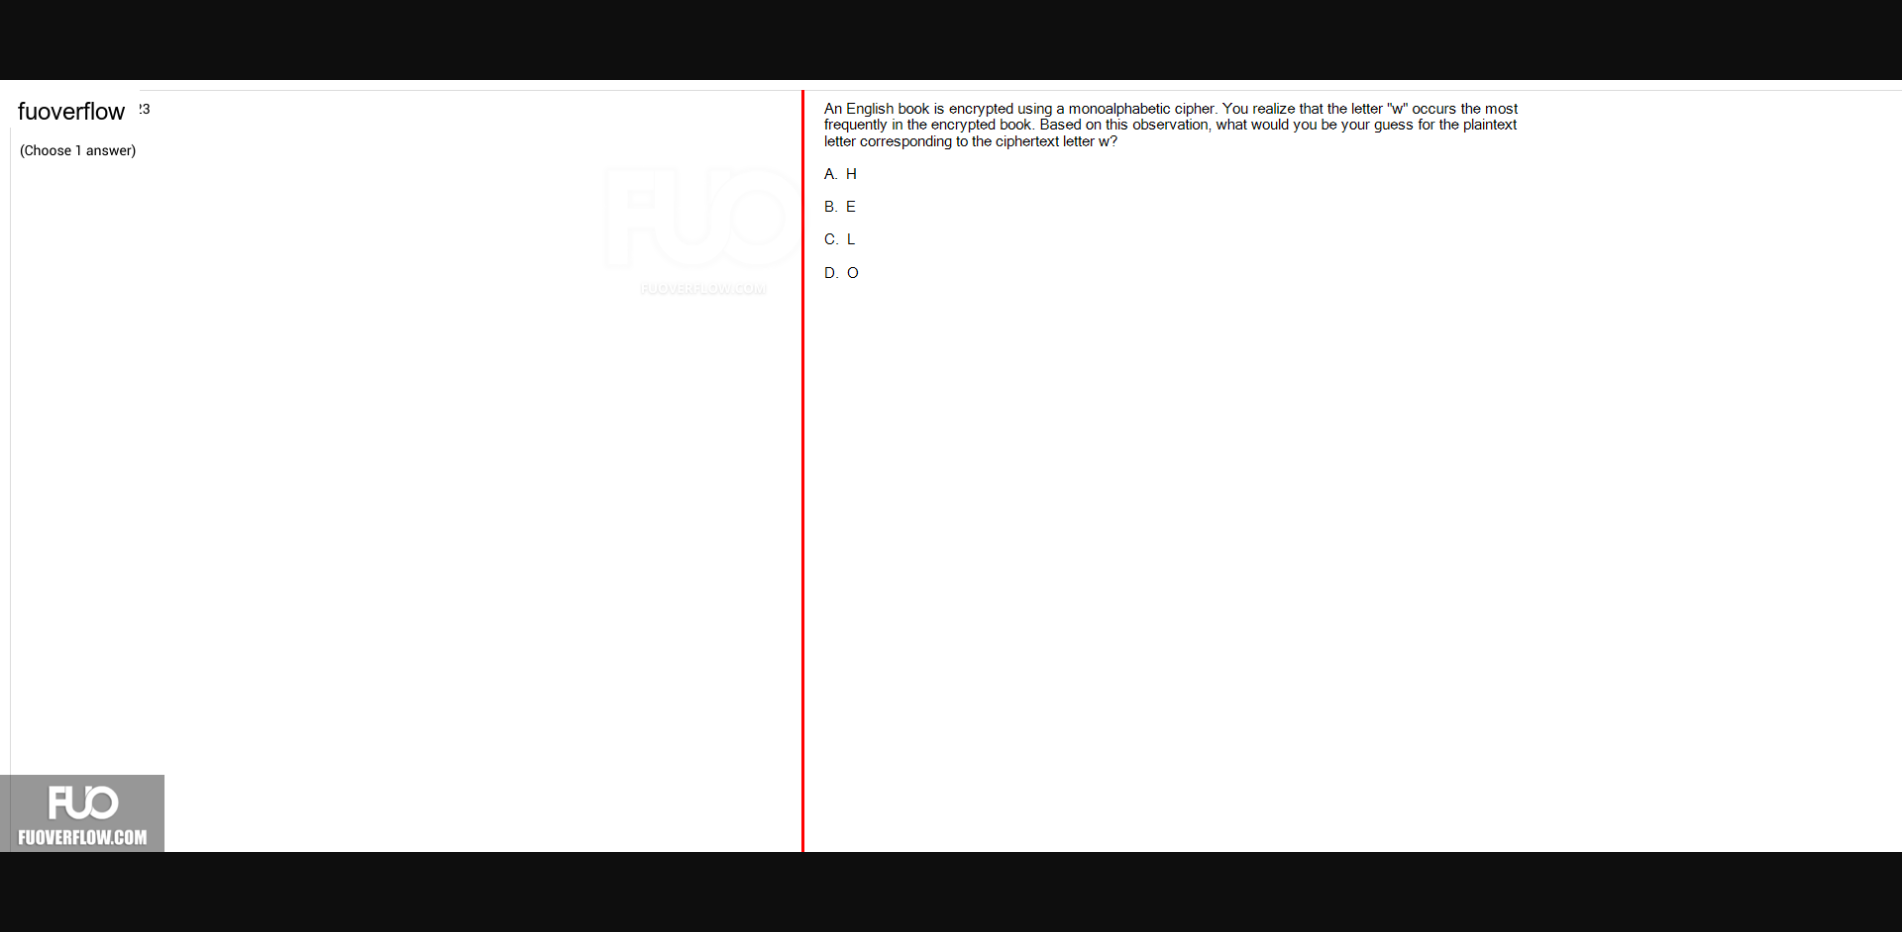 fuoverflow :3
(Choose 1 answer)
An English book is encrypted using a monoalphabetic cipher. You realize that the letter "w" occurs the most
frequently in the encrypted book. Based on this observation, what would you be your guess for the plaintext
letter corresponding to the ciphertext letter w?
A. H
B. E
C. L
D. O
FUO
FUOVERFLOW.COM
FUO
FUOVERFLOW.COM